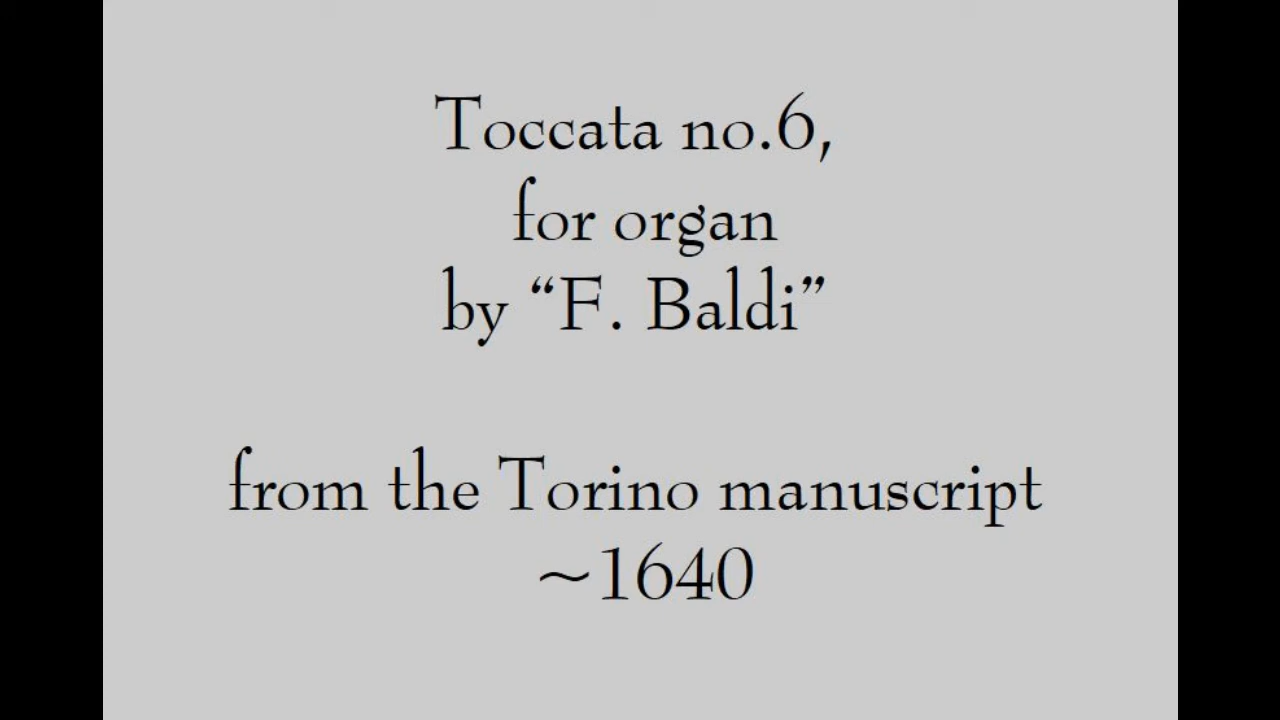 Toccata no.6,
for organ
by “F. Baldi”
from the Torino manuscript
~1640